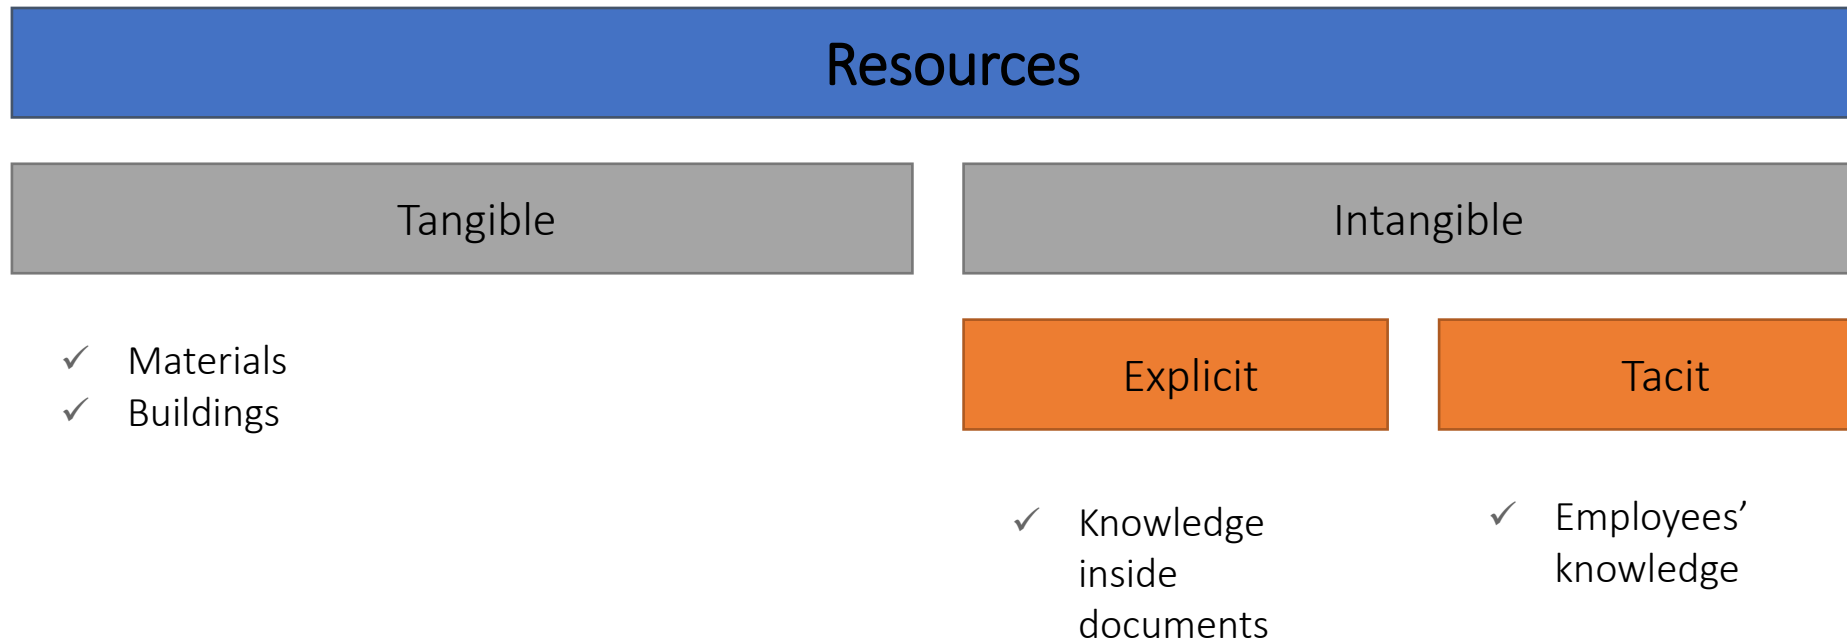 Resources
Tangible
Intangible
✓ Materials
✓ Buildings
Explicit
Tacit
✓ Knowledge
inside
documents
✓ Employees’
knowledge